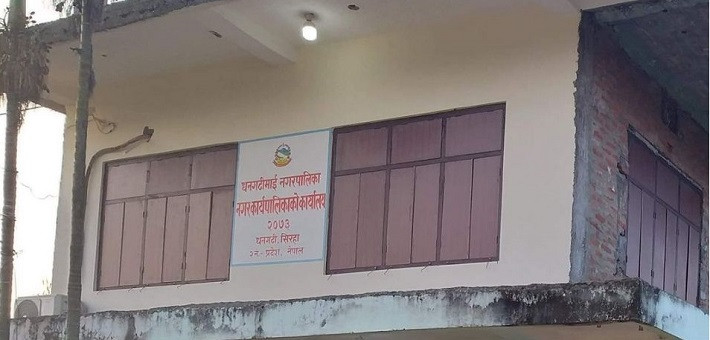 धनगढीमाई नगरपालिका
नगरकार्यपालिकाको कार्यालय
२०७३
धनगढी, सिरहा
२ नं. प्रदेश, नेपाल